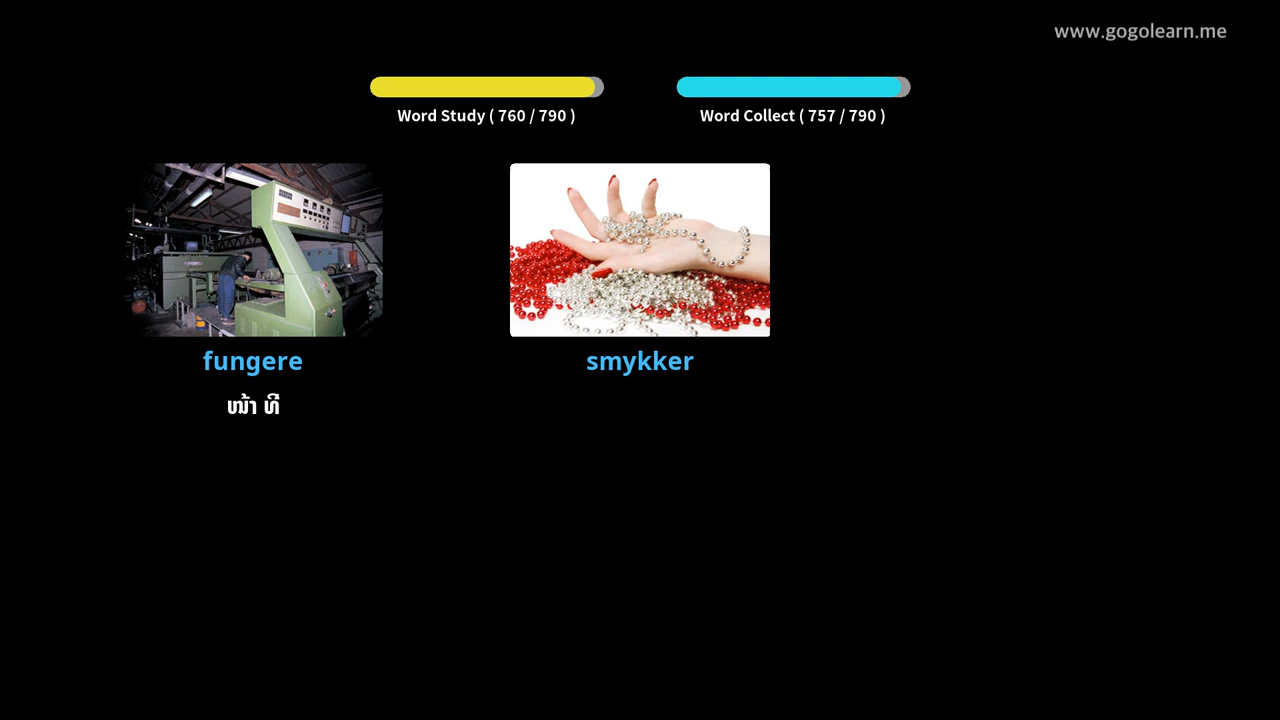 www.gogolearn.me
Word Study ( 760 / 790 )
Word Collect ( 757 / 790 )
fungere
smykker
ໜ້າ ທີ